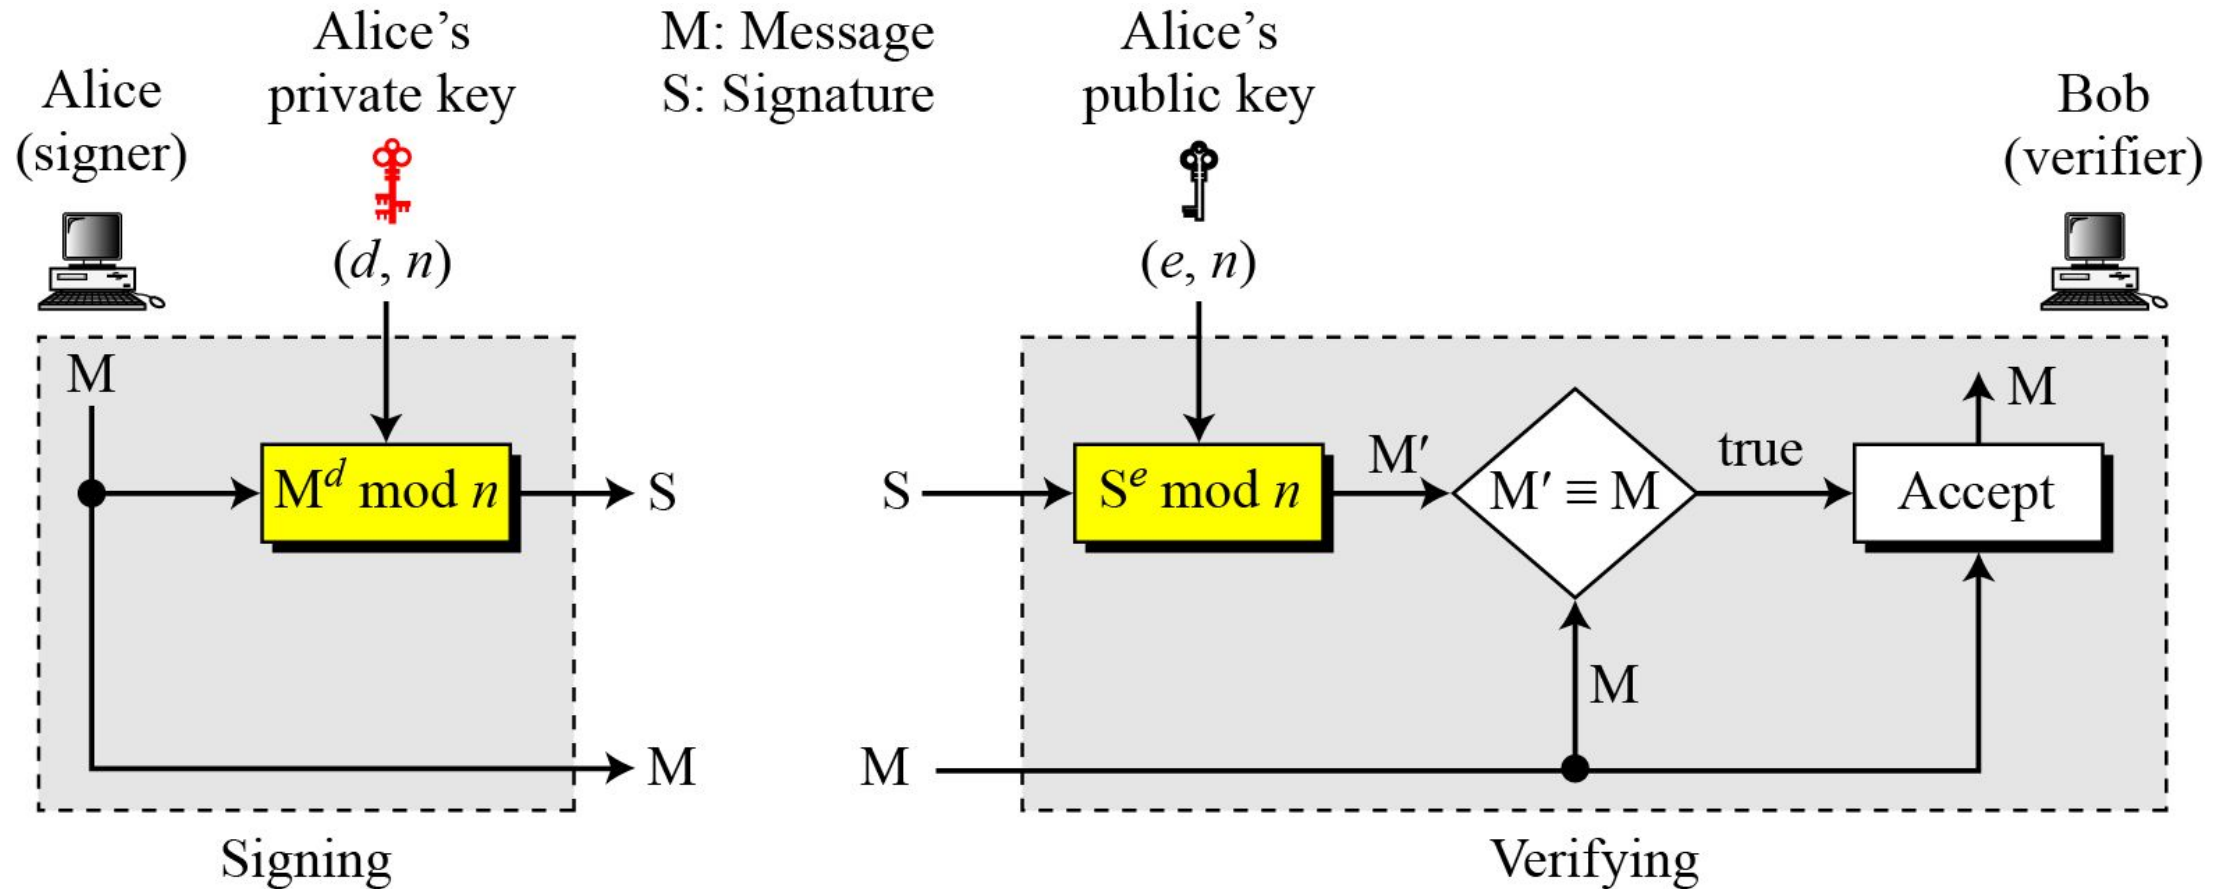 Alice
(signer)
Alice’s
private key
(d, n)
M: Message
S: Signature
Alice’s
public key
(e, n)
Bob
(verifier)
M
Mᵈ mod n
S
M
Signing
S
Sᵉ mod n
M′
M′ ≡ M
true
Accept
M
M
M
Verifying